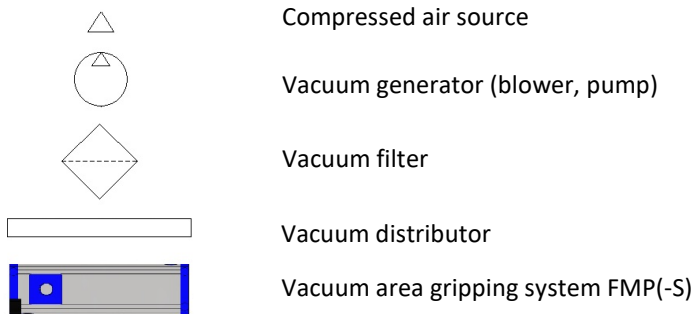 Compressed air source
Vacuum generator (blower, pump)
Vacuum filter
Vacuum distributor
Vacuum area gripping system FMP(-S)